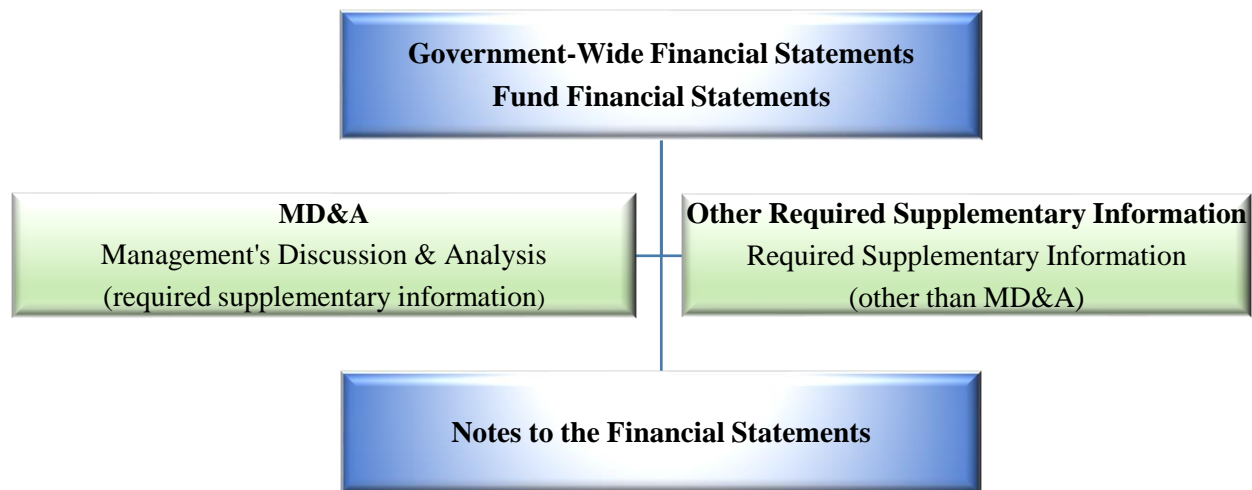 Government-Wide Financial Statements
Fund Financial Statements
MD&A
Management's Discussion & Analysis
(required supplementary information)
Other Required Supplementary Information
Required Supplementary Information
(other than MD&A)
Notes to the Financial Statements